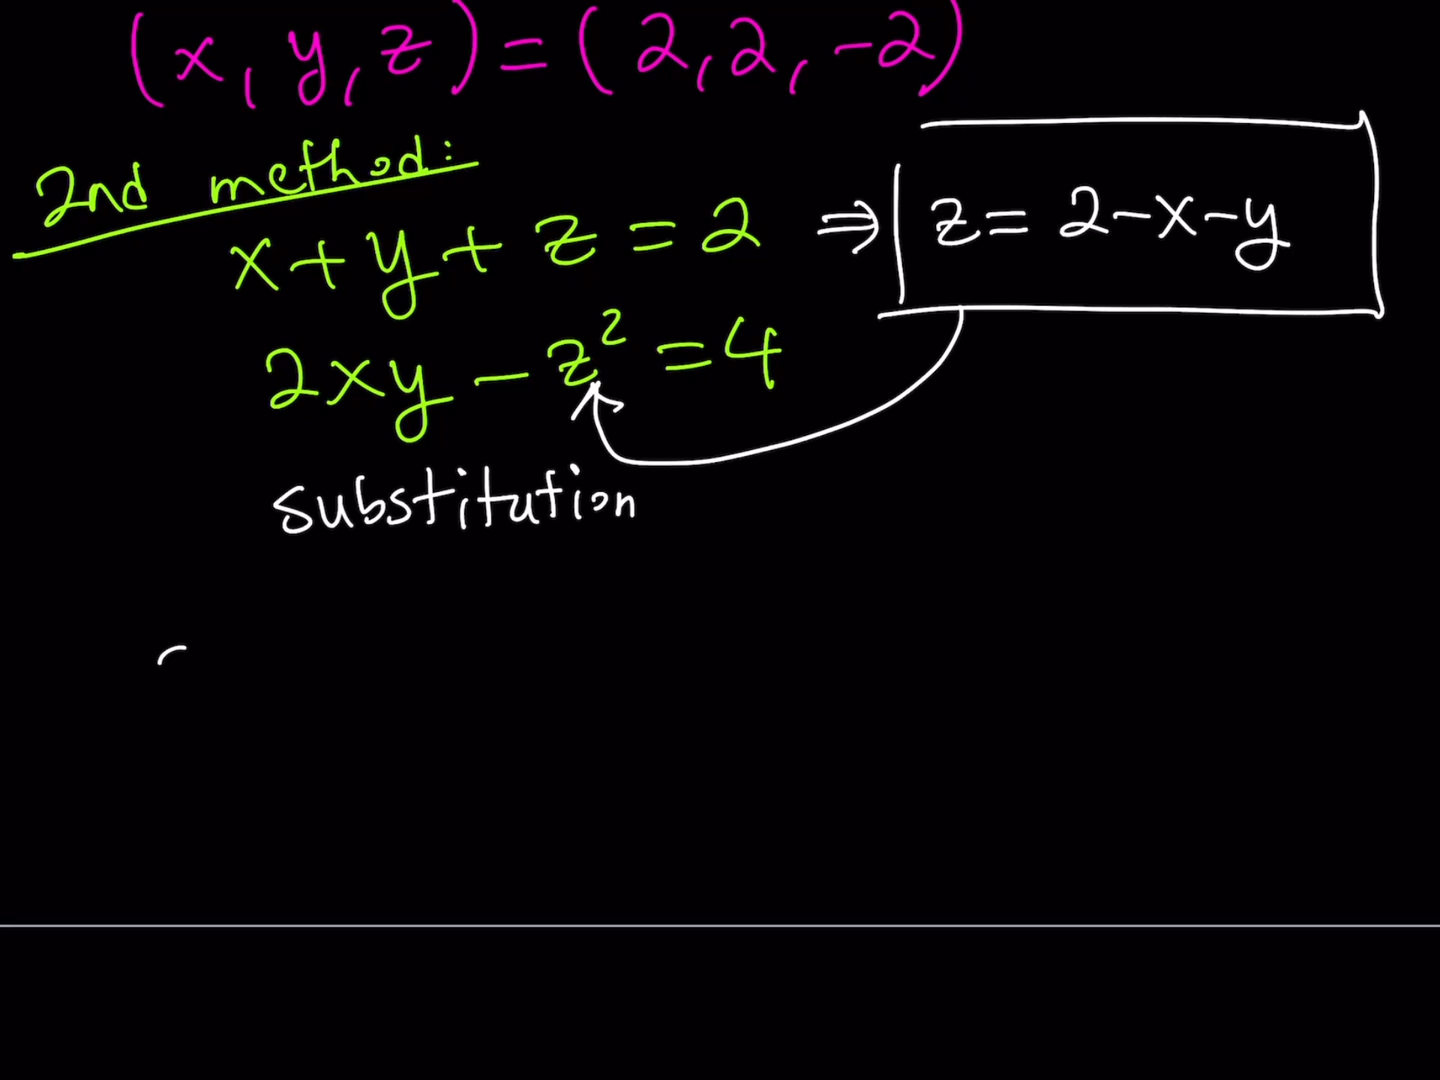 (x, y, z) = (2, 2, -2)
2nd method:
x + y + z = 2 ⇒ z = 2 - x - y
2xy - z² = 4
substitution